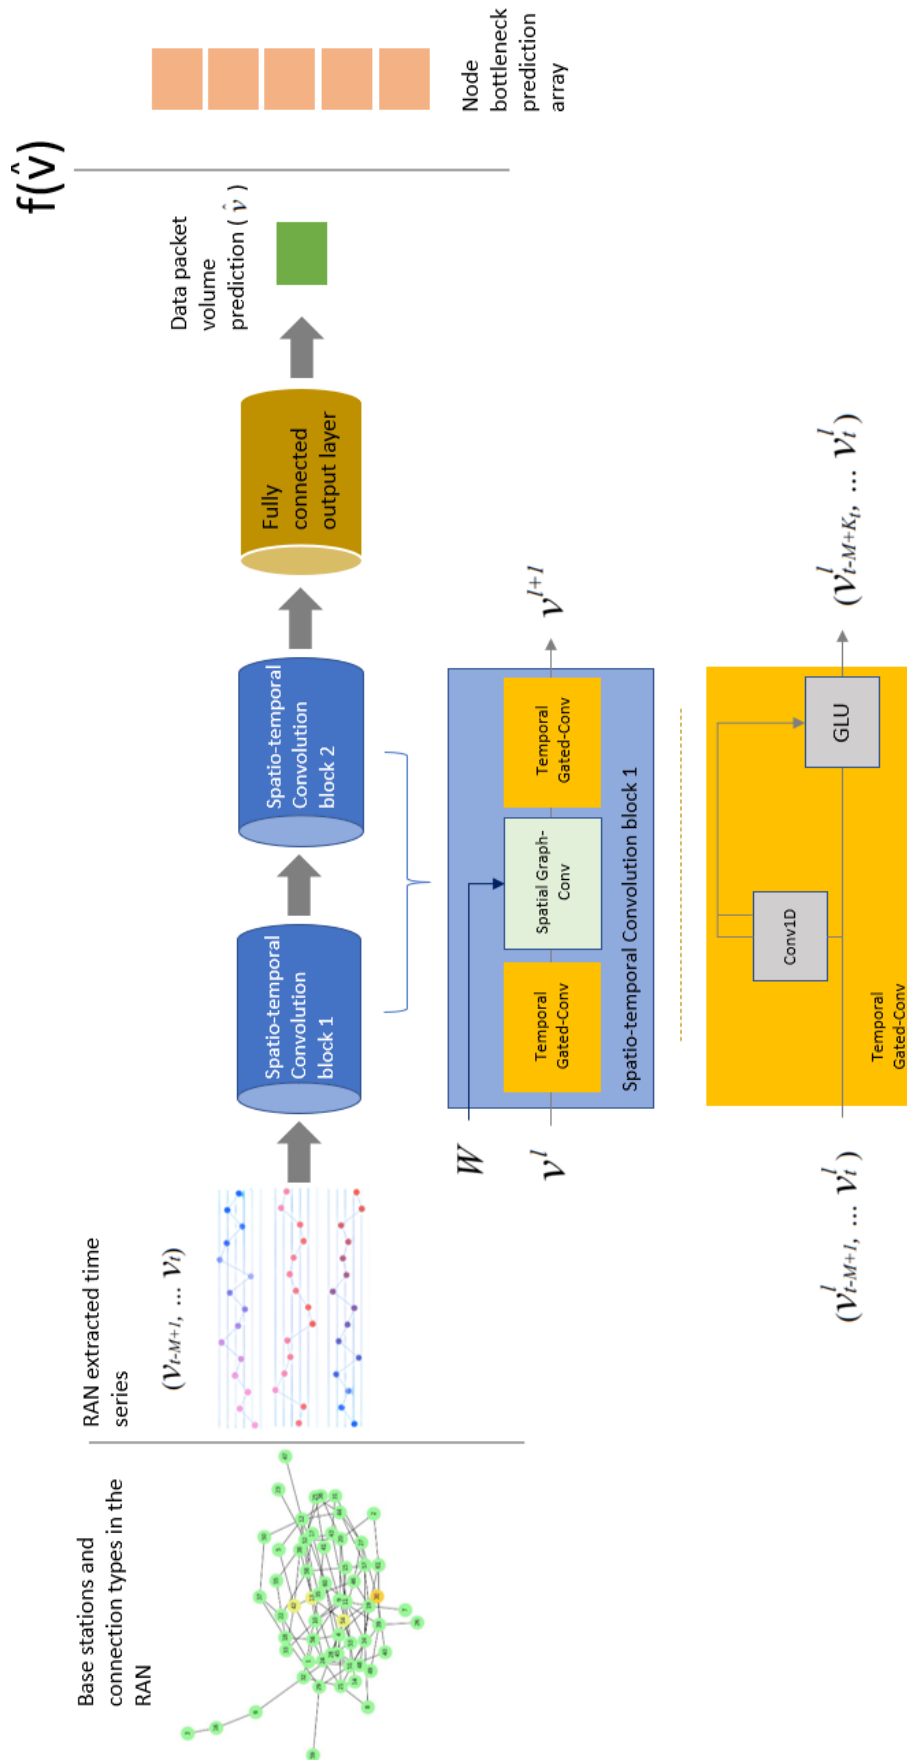 Base stations and
connection types in the
RAN
RAN extracted time
series
(v_{t-M+1}, ... v_t)
Spatio-temporal
Convolution
block 1
Spatio-temporal
Convolution
block 2
Fully
connected
output layer
Data packet
volume
prediction ( v̂ )
f(v̂)
Node
bottleneck
prediction
array
W
v^l
Temporal
Gated-Conv
Spatial Graph-
Conv
Temporal
Gated-Conv
v^{l+1}
Spatio-temporal Convolution block 1
(v^l_{t-M+1}, ... v^l_t)
Conv1D
GLU
Temporal
Gated-Conv
(v^l_{t-M+K_t}, ... v^l_t)